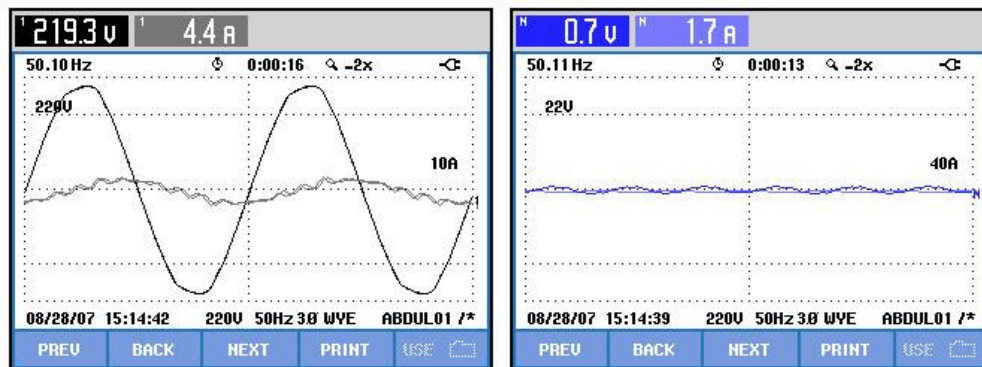 1 219.3 V 1 4.4 A
50.10 Hz 0:00:16 -2x
220V
10A
1
08/28/07 15:14:42 220V 50Hz 3Ø WYE ABDUL01 /*
PREV BACK NEXT PRINT USE
N 0.7 V N 1.7 A
50.11 Hz 0:00:13 -2x
22V
40A
N
08/28/07 15:14:39 220V 50Hz 3Ø WYE ABDUL01 /*
PREV BACK NEXT PRINT USE